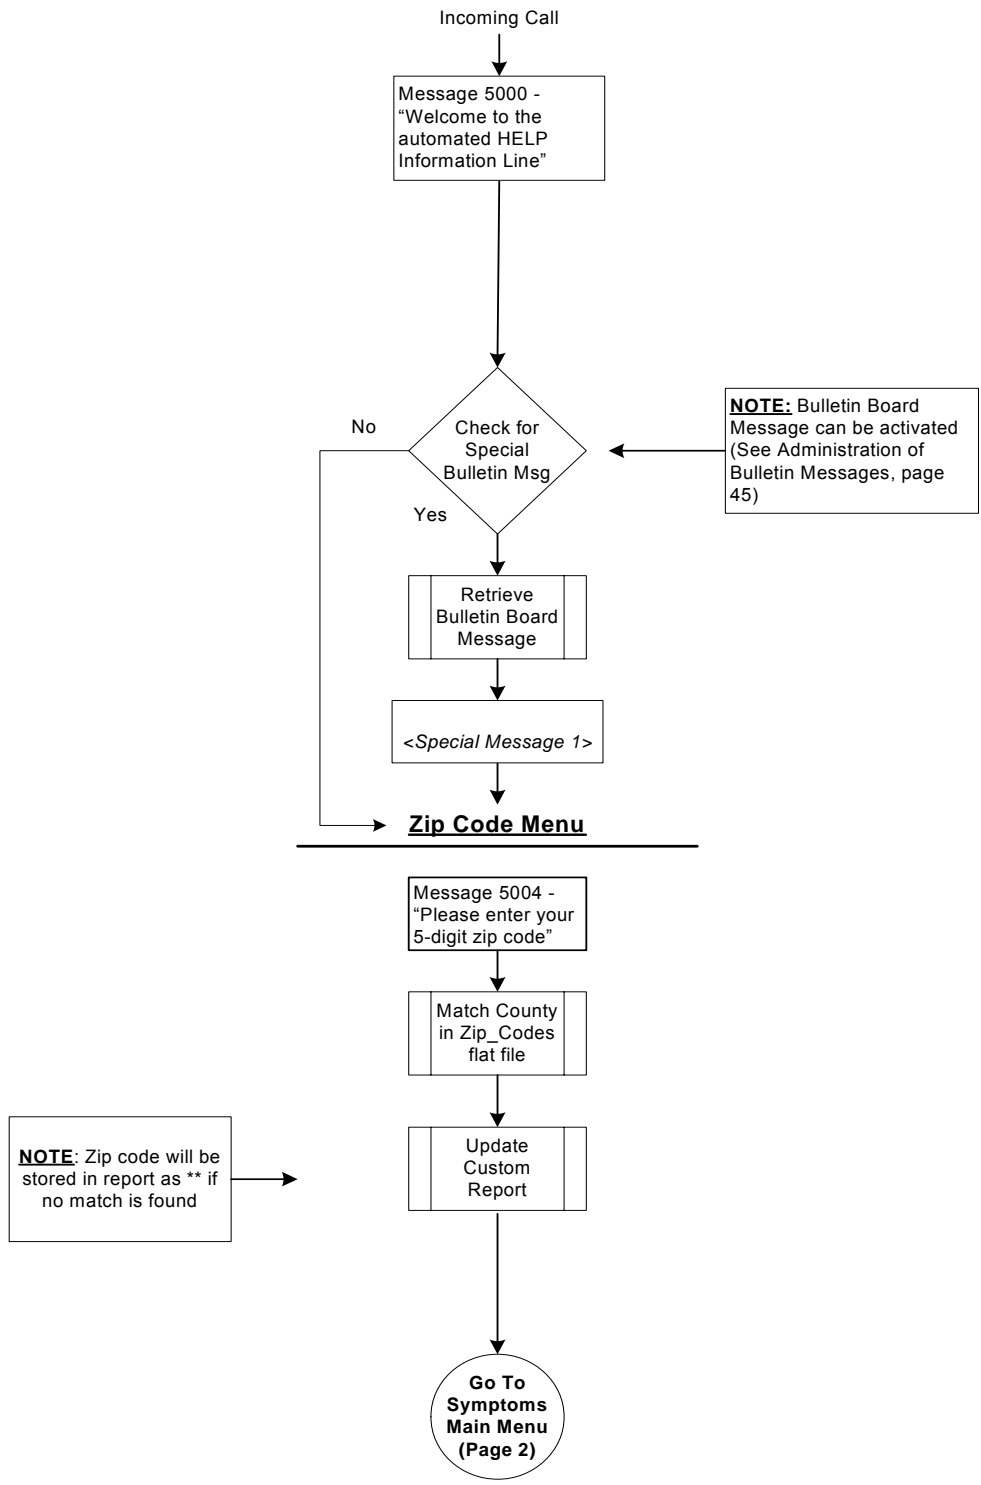 Incoming Call
Message 5000 -
“Welcome to the
automated HELP
Information Line”
No
Check for
Special
Bulletin Msg
Yes
NOTE: Bulletin Board
Message can be activated
(See Administration of
Bulletin Messages, page
45)
Retrieve
Bulletin Board
Message
<Special Message 1>
Zip Code Menu
Message 5004 -
“Please enter your
5-digit zip code”
Match County
in Zip_Codes
flat file
NOTE: Zip code will be
stored in report as ** if
no match is found
Update
Custom
Report
Go To
Symptoms
Main Menu
(Page 2)